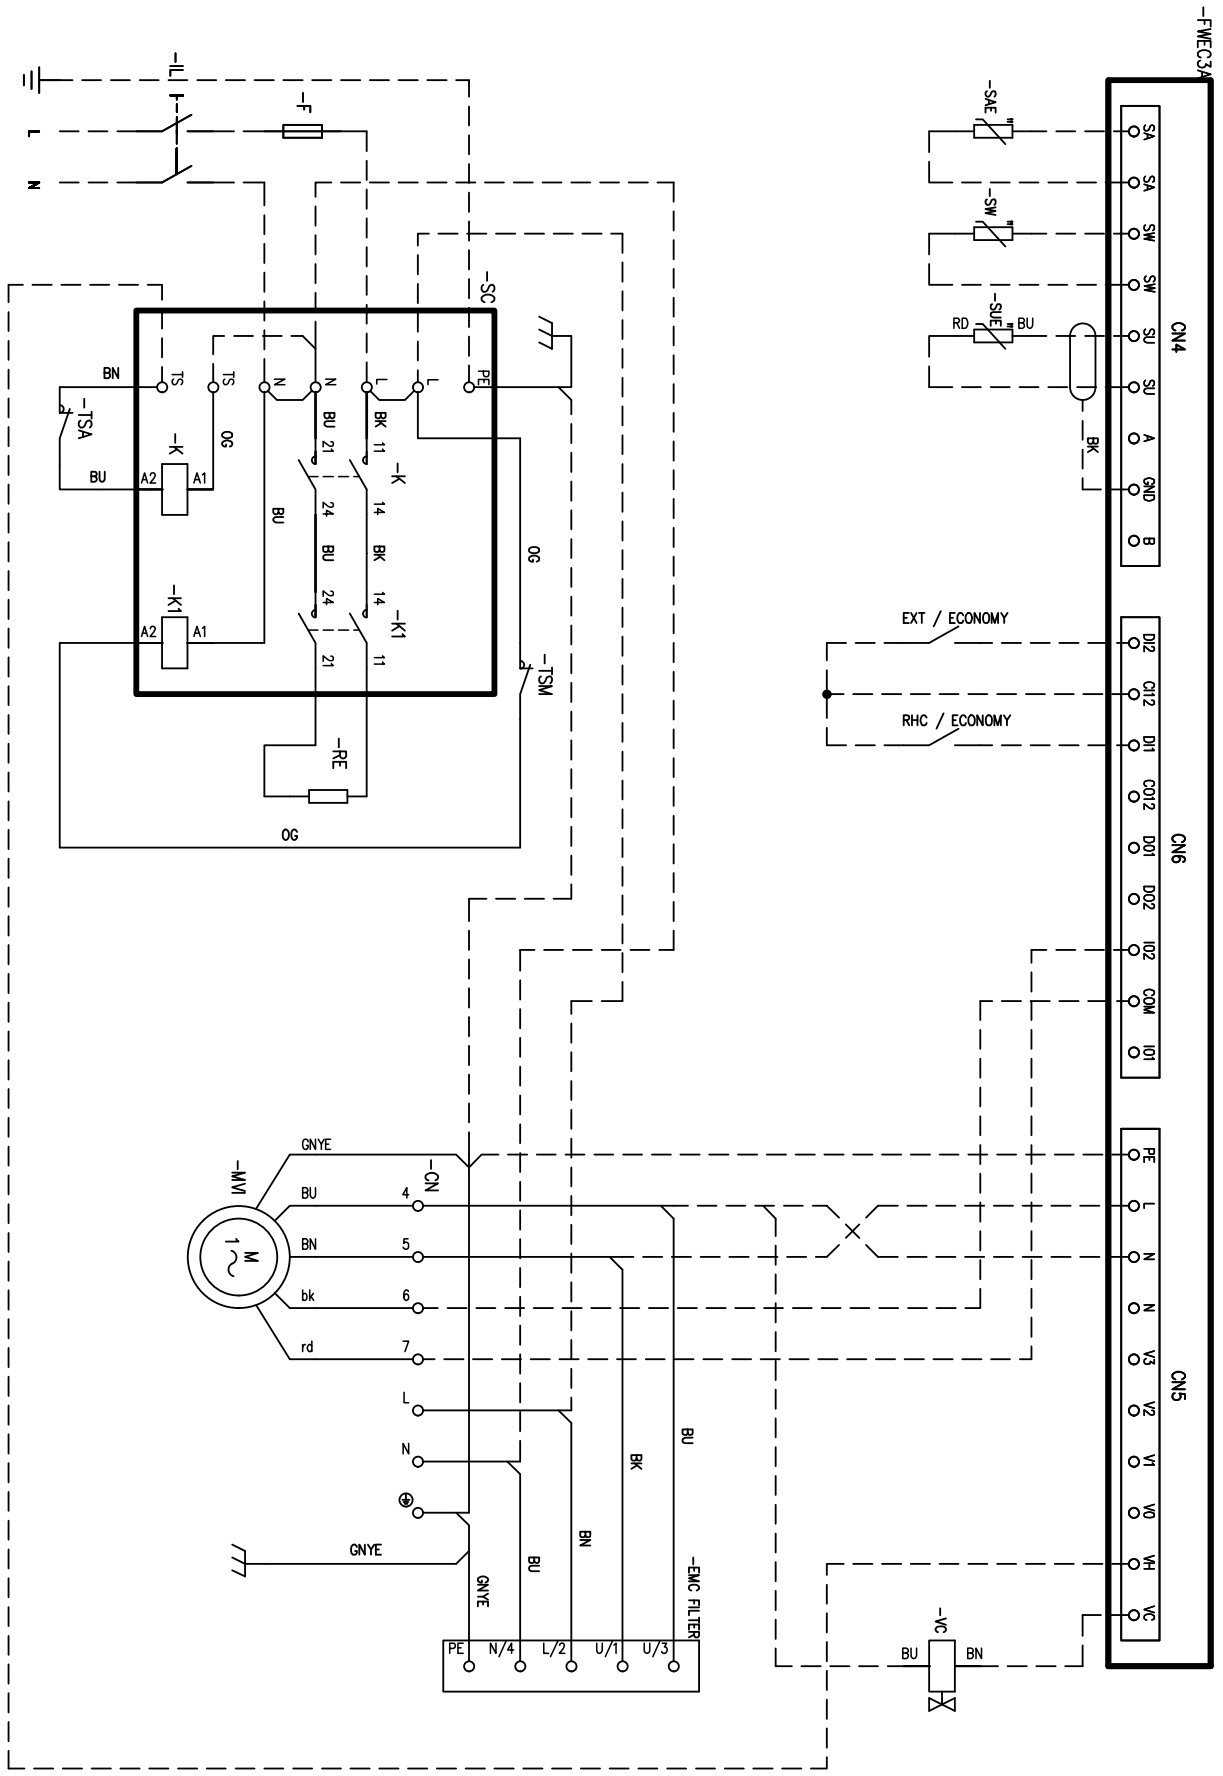 -FWEC3A
CN4
SA
SA
SW
SW
SU
SU
A
GND
B
-SAE
-SW
-SUE
RD
BU
BK
CN6
DI2
CI12
DI1
CO12
DO1
DO2
IO2
COM
IO1
EXT / ECONOMY
RHC / ECONOMY
CN5
PE
L
N
N
V3
V2
V1
V0
VH
VC
-VC
BU
BN
-IL
-F
L
N
-SC
TS
TS
N
N
L
L
PE
BN
-TSA
BU
-K
A2
A1
OG
BU
-K1
A2
A1
BU
21
24
BU
24
21
BK
11
14
BK
14
11
-K
-K1
OG
-TSM
-RE
OG
-MVI
M
1
GNYE
BU
BN
bk
rd
-CN
4
5
6
7
L
N
GNYE
BU
BK
BN
BU
GNYE
-EMC FILTER
PE
N/4
L/2
U/1
U/3